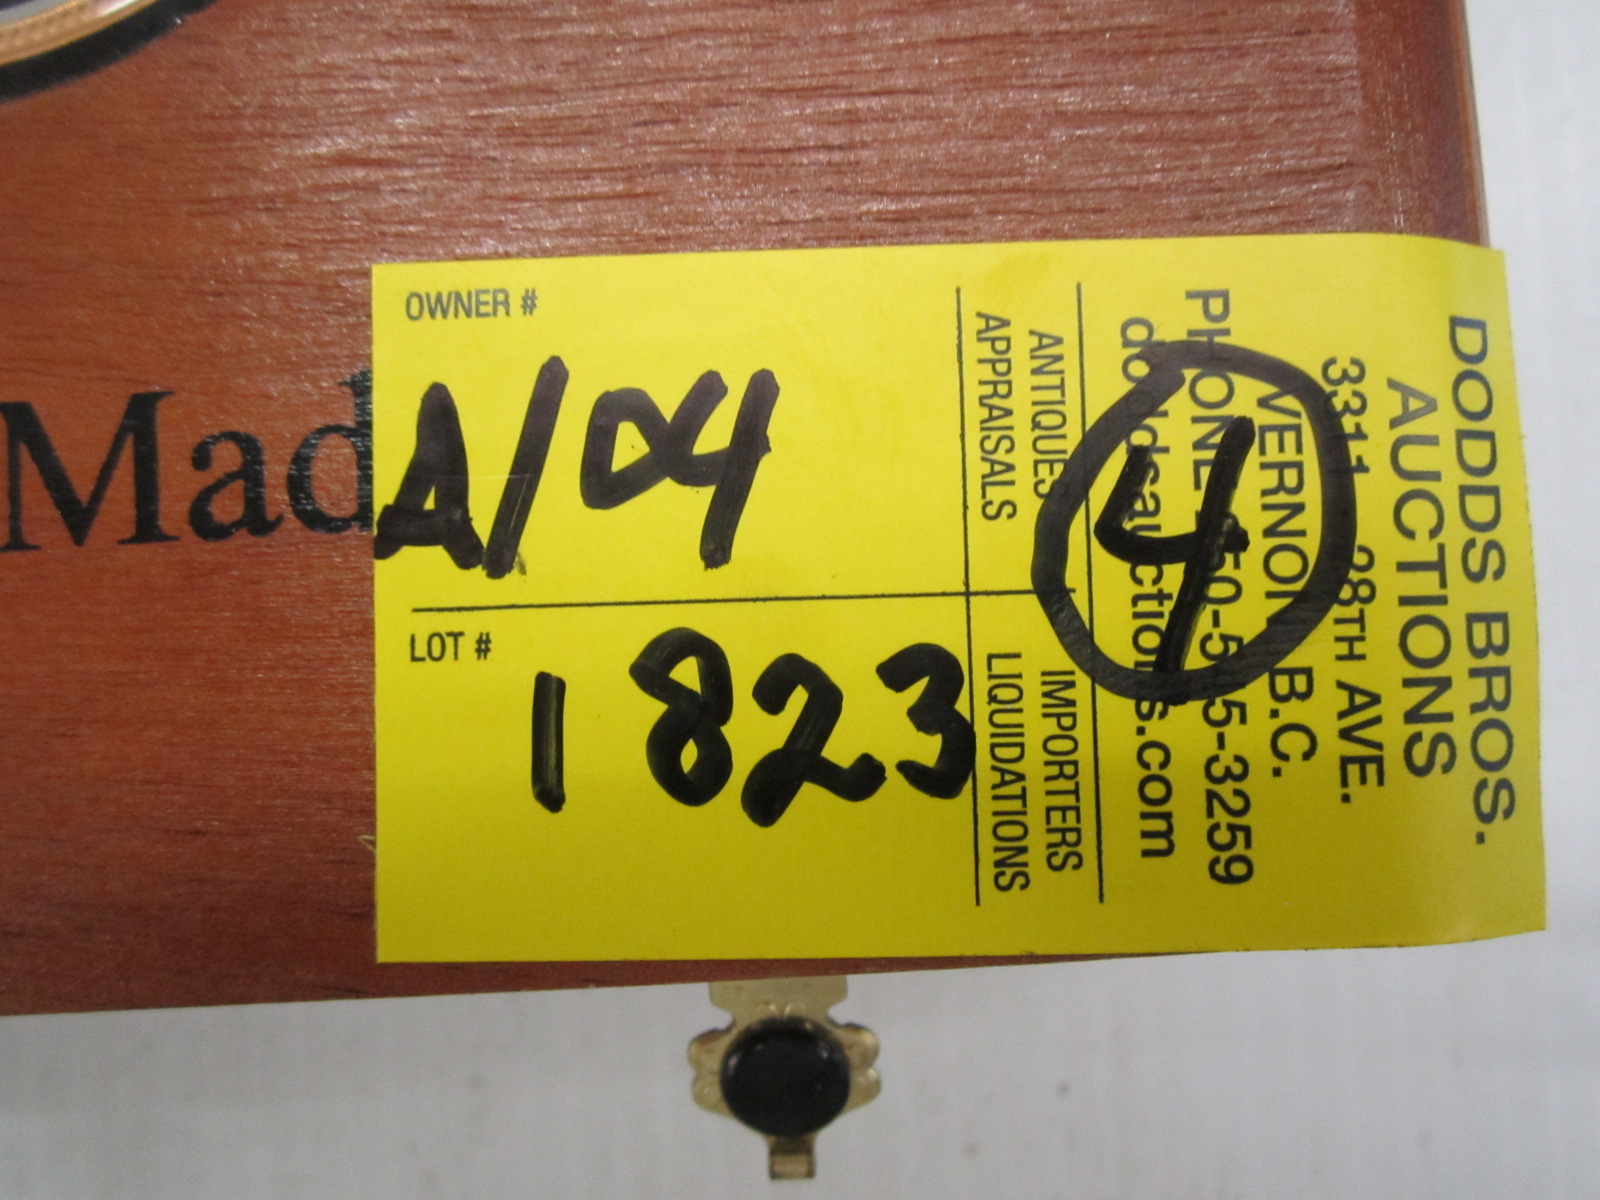 Mad
OWNER #
A/04
LOT #
1823
DODDS BROS.
AUCTIONS
3311 28TH AVE.
VERNON B.C.
PHONE 250-545-3259
doddsauctions.com
ANTIQUES IMPORTERS
APPRAISALS LIQUIDATIONS
4